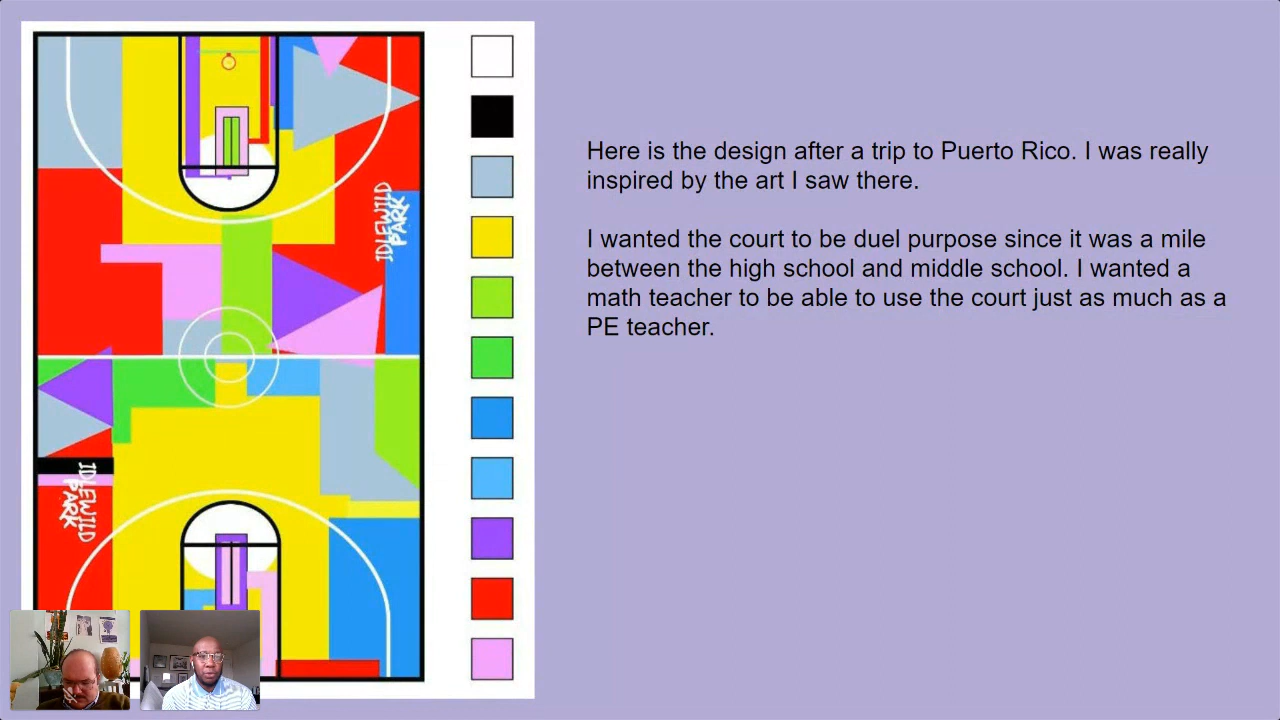 Here is the design after a trip to Puerto Rico. I was really
inspired by the art I saw there.
I wanted the court to be duel purpose since it was a mile
between the high school and middle school. I wanted a
math teacher to be able to use the court just as much as a
PE teacher.
IDLEWILD
PARK
IDLEWILD
PARK